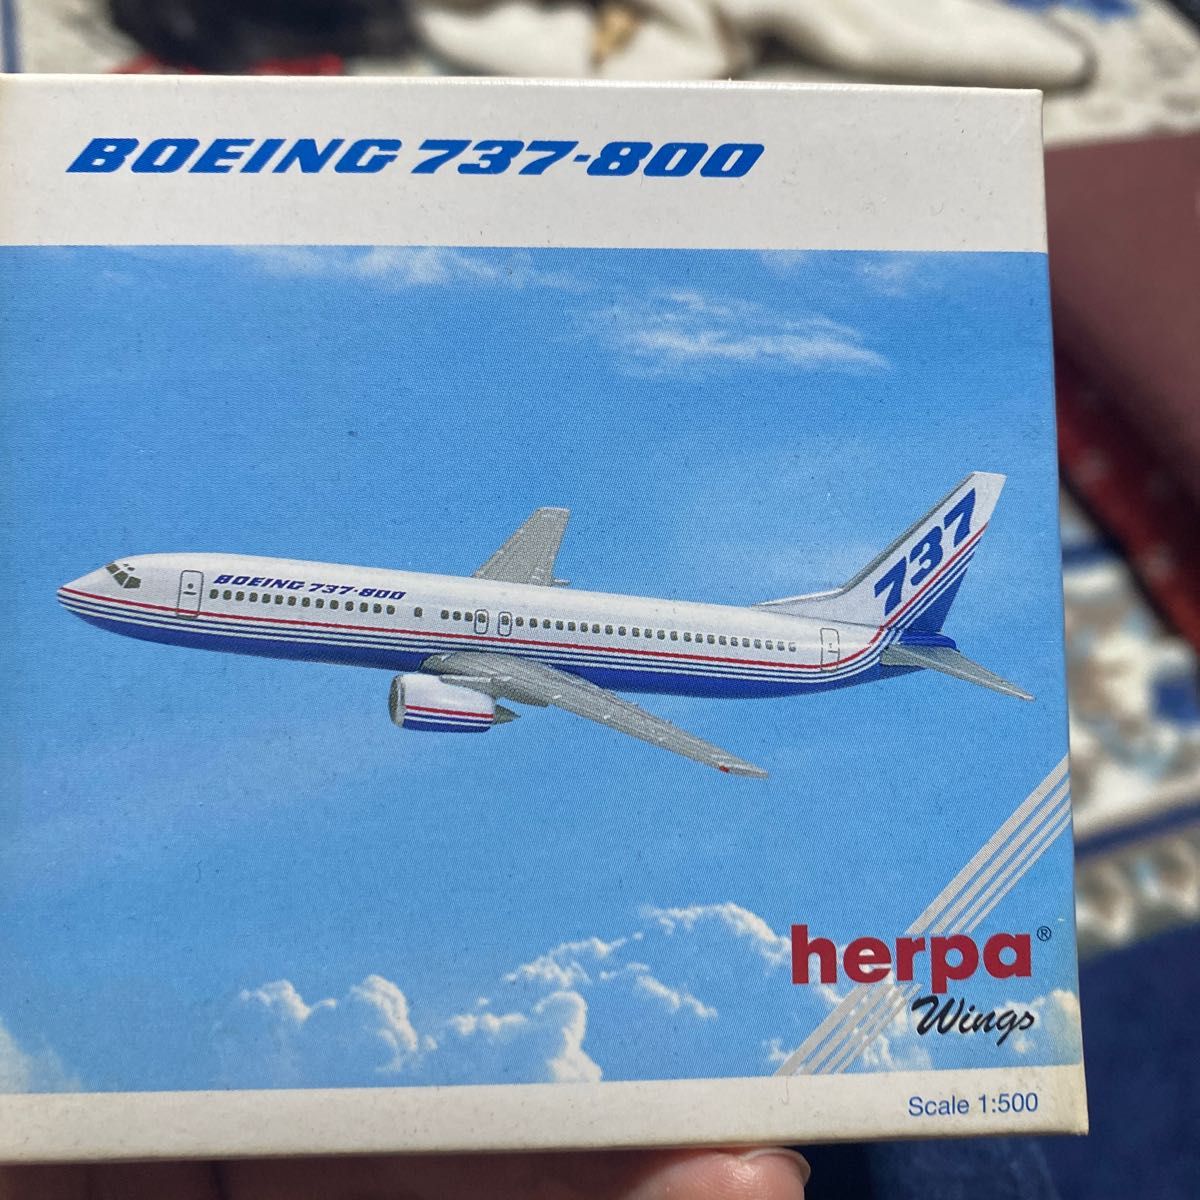 BOEING 737-800
BOEING 737-800
737
herpa®
Wings
Scale 1:500